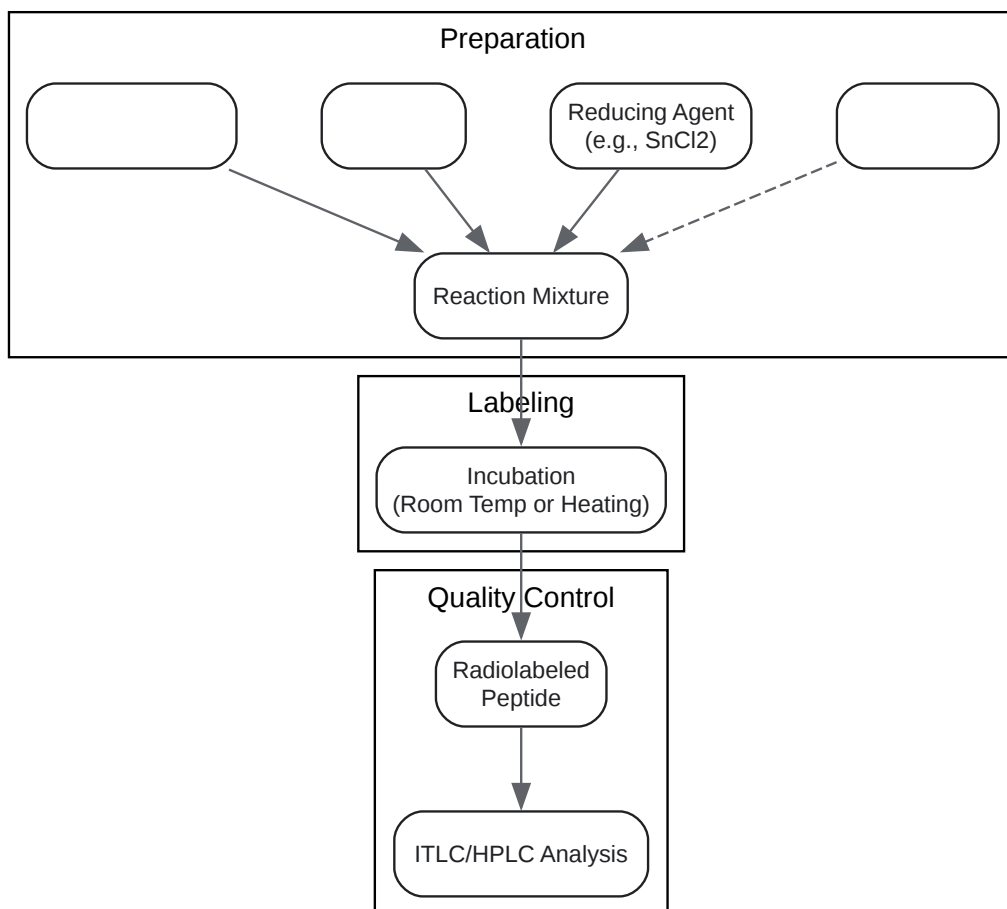 Preparation
Reducing Agent
(e.g., SnCl2)
Reaction Mixture
Labeling
Incubation
(Room Temp or Heating)
Quality Control
Radiolabeled
Peptide
ITLC/HPLC Analysis